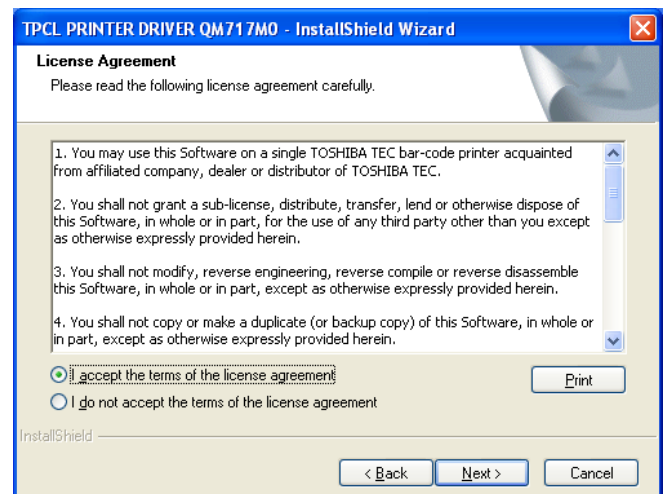 TPCL PRINTER DRIVER QM717M0 - InstallShield Wizard
License Agreement
Please read the following license agreement carefully.
1. You may use this Software on a single TOSHIBA TEC bar-code printer acquainted
from affiliated company, dealer or distributor of TOSHIBA TEC.
2. You shall not grant a sub-license, distribute, transfer, lend or otherwise dispose of
this Software, in whole or in part, for the use of any third party other than you except
as otherwise expressly provided herein.
3. You shall not modify, reverse engineering, reverse compile or reverse disassemble
this Software, in whole or in part, except as otherwise expressly provided herein.
4. You shall not copy or make a duplicate (or backup copy) of this Software, in whole or
in part, except as otherwise expressly provided herein.
I accept the terms of the license agreement
Print
I do not accept the terms of the license agreement
InstallShield
< Back
Next >
Cancel